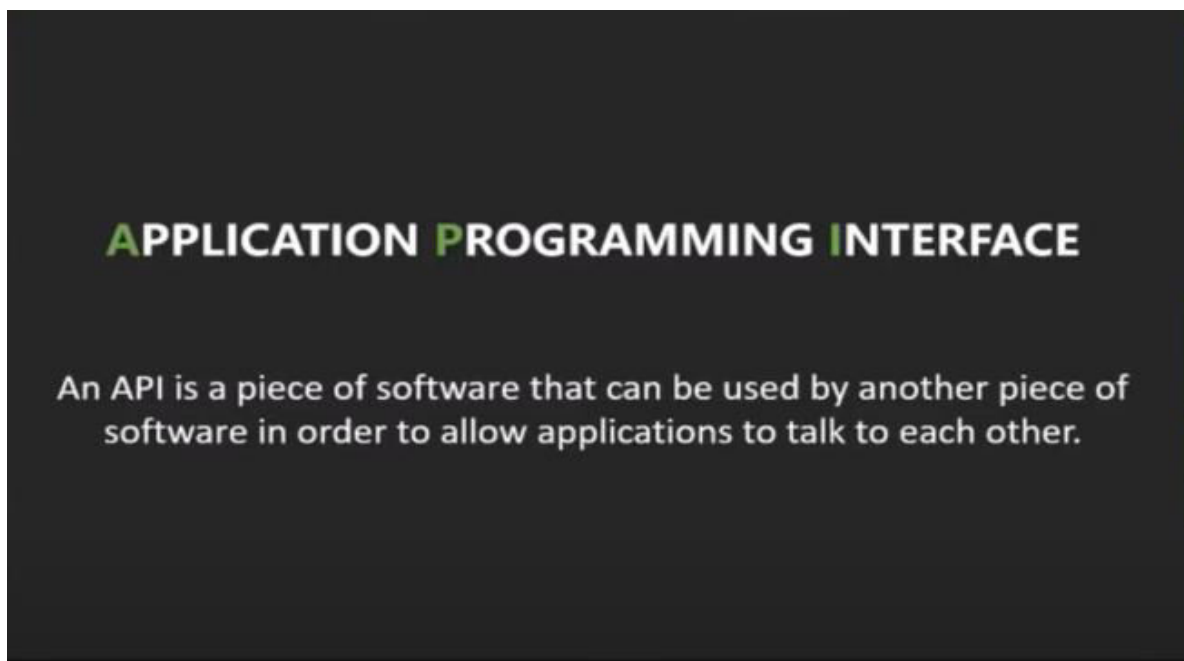 APPLICATION PROGRAMMING INTERFACE
An API is a piece of software that can be used by another piece of
software in order to allow applications to talk to each other.